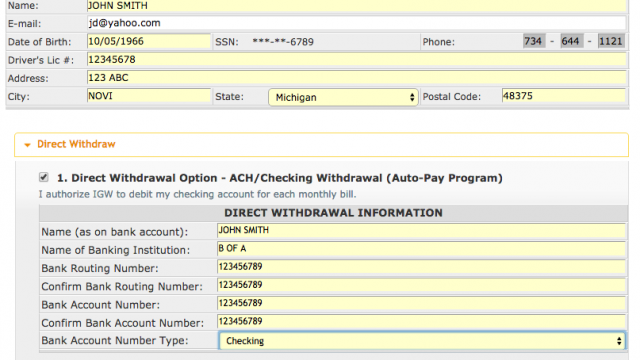 Name: JOHN SMITH
E-mail: jd@yahoo.com
Date of Birth: 10/05/1966 SSN: ***-**-6789 Phone: 734 - 644 - 1121
Driver's Lic #: 12345678
Address: 123 ABC
City: NOVI State: Michigan Postal Code: 48375
Direct Withdraw
1. Direct Withdrawal Option - ACH/Checking Withdrawal (Auto-Pay Program)
I authorize IGW to debit my checking account for each monthly bill.
DIRECT WITHDRAWAL INFORMATION
Name (as on bank account): JOHN SMITH
Name of Banking Institution: B OF A
Bank Routing Number: 123456789
Confirm Bank Routing Number: 123456789
Bank Account Number: 123456789
Confirm Bank Account Number: 123456789
Bank Account Number Type: Checking